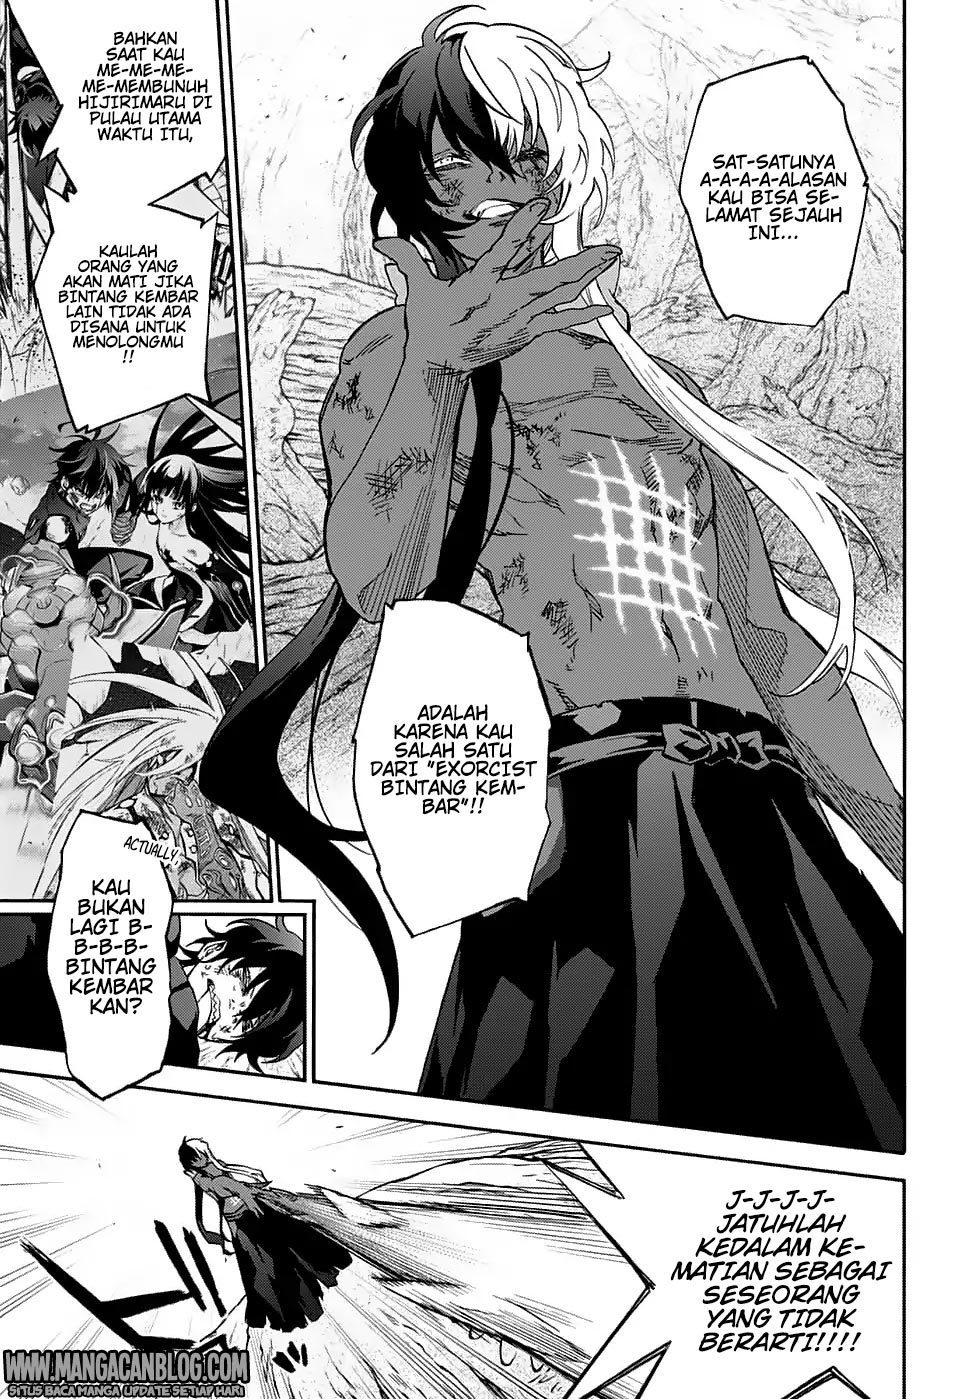 SAT-SATUNYA
A-A-A-A-ALASAN
KAU BISA SE-
LAMAT SEJAUH
INI...
ADALAH
KARENA KAU
SALAH SATU
DARI "EXORCIST
BINTANG KEM-
BAR"!!
BAHKAN
SAAT KAU
ME-ME-ME-
ME-MEMBUNUH
HIJIRIMARU DI
PULAU UTAMA
WAKTU ITU,
KAULAH
ORANG YANG
AKAN MATI JIKA
BINTANG KEMBAR
LAIN TIDAK ADA
DISANA UNTUK
MENOLONGMU
!!
ACTUALLY,
KAU
BUKAN
LAGI B-
B-B-B-
BINTANG
KEMBAR
KAN?
J-J-J-J-
JATUHLAH
KEDALAM KE-
MATIAN SEBAGAI
SESEORANG
YANG TIDAK
BERARTI!!!!
WWW.MANGACANBLOG.COM
SITUS BACA MANGA UPDATE SETIAP HARI